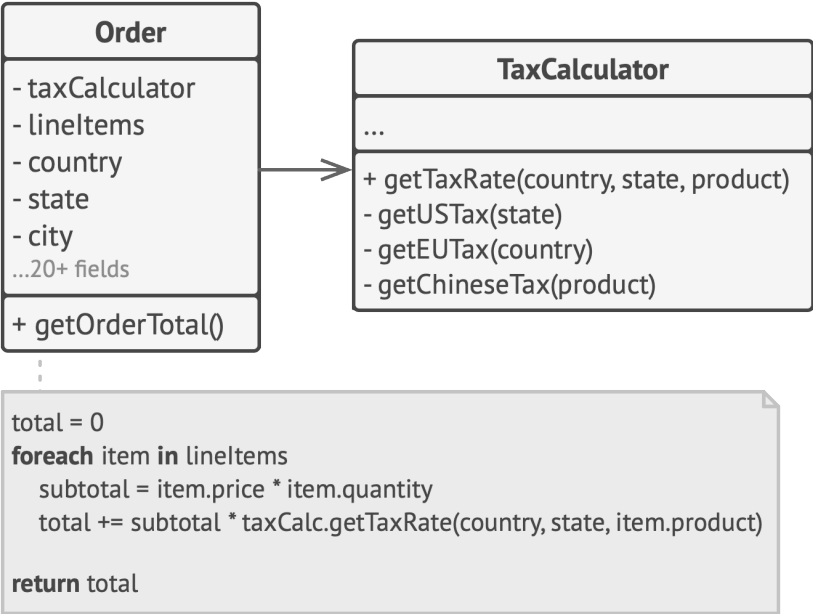 Order
- taxCalculator
- lineItems
- country
- state
- city
...20+ fields
+ getOrderTotal()
TaxCalculator
...
+ getTaxRate(country, state, product)
- getUSTax(state)
- getEUTax(country)
- getChineseTax(product)
total = 0
foreach item in lineItems
subtotal = item.price * item.quantity
total += subtotal * taxCalc.getTaxRate(country, state, item.product)
return total